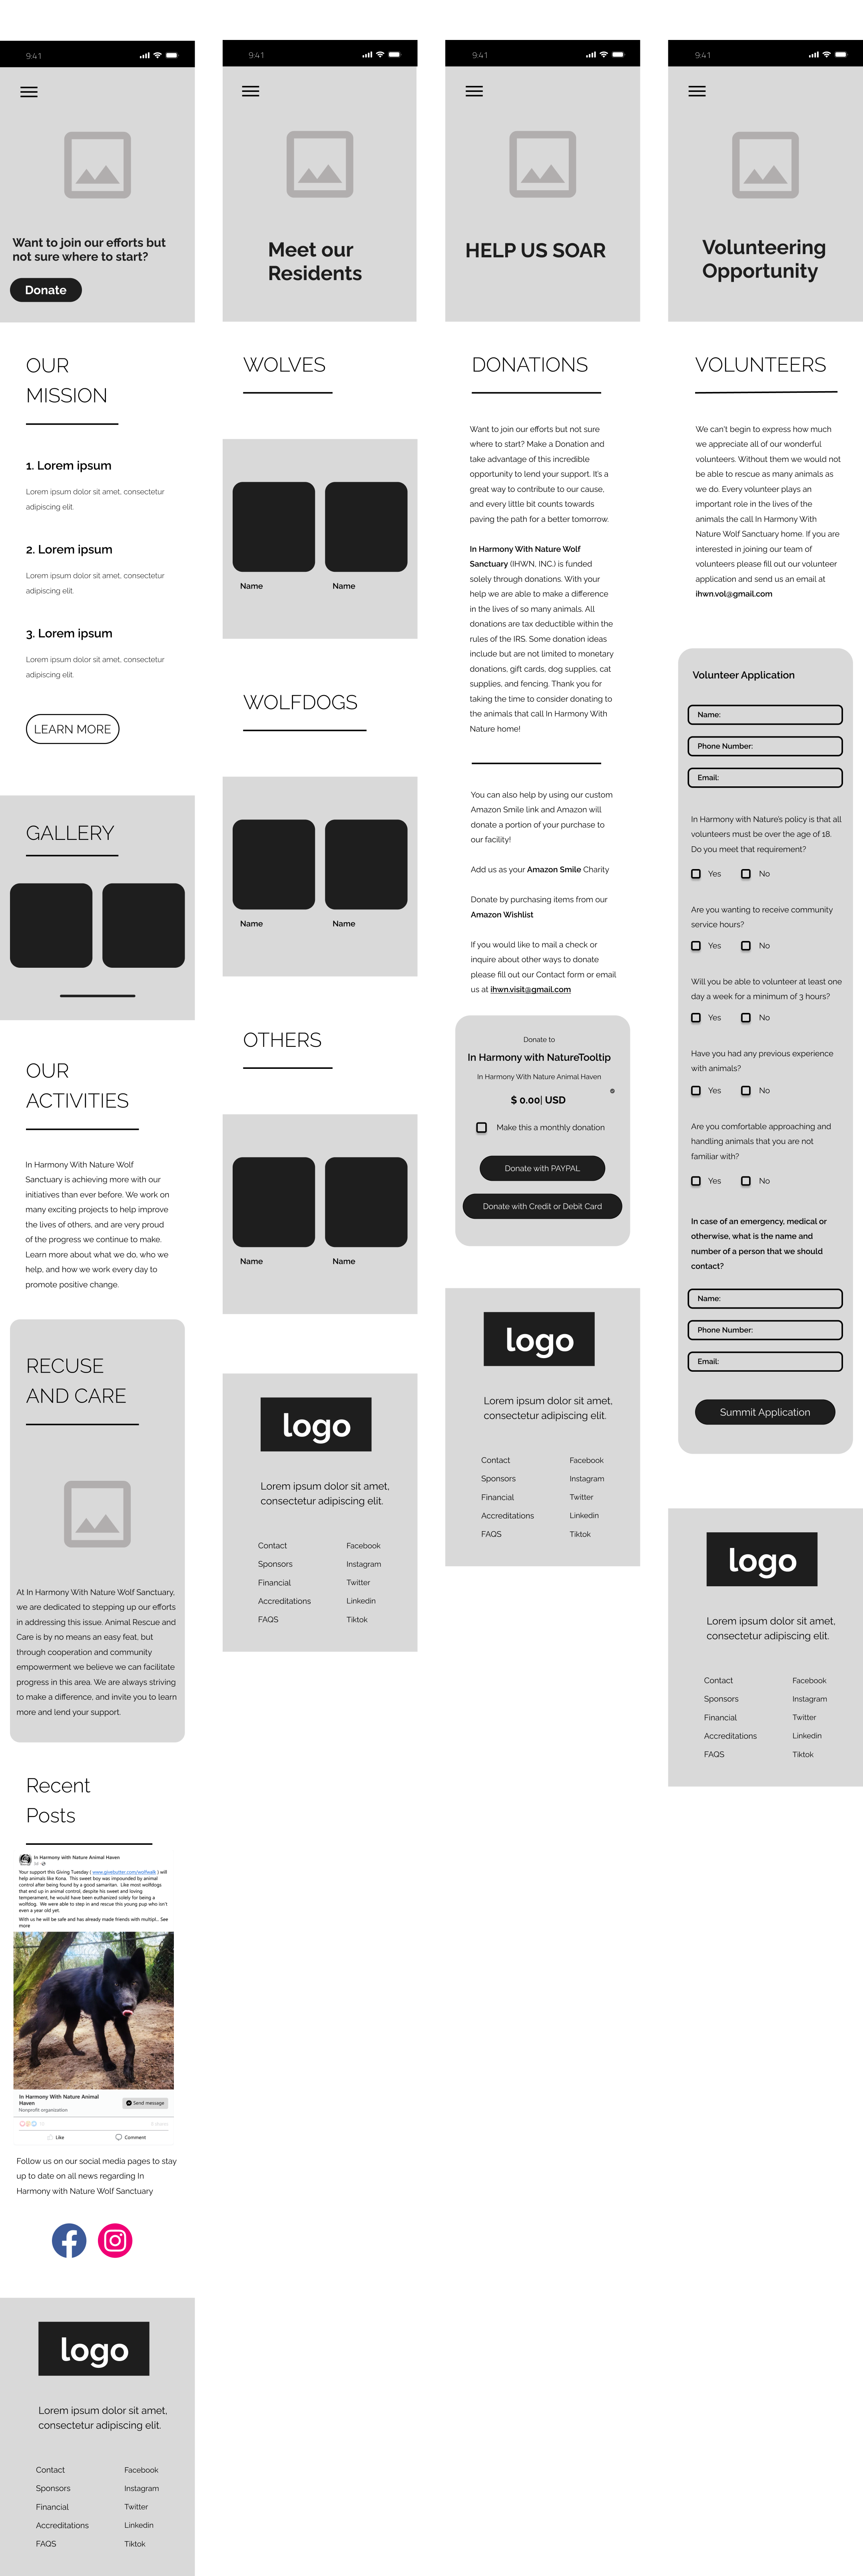 9:41
Want to join our efforts but
not sure where to start?
Donate
OUR
MISSION
1. Lorem ipsum
Lorem ipsum dolor sit amet, consectetur
adipiscing elit.
2. Lorem ipsum
Lorem ipsum dolor sit amet, consectetur
adipiscing elit.
3. Lorem ipsum
Lorem ipsum dolor sit amet, consectetur
adipiscing elit.
LEARN MORE
GALLERY
OUR
ACTIVITIES
In Harmony With Nature Wolf
Sanctuary is achieving more with our
initiatives than ever before. We work on
many exciting projects to help improve
the lives of others, and are very proud
of the progress we continue to make.
Learn more about what we do, who we
help, and how we work every day to
promote positive change.
RECUSE
AND CARE
At In Harmony With Nature Wolf Sanctuary,
we are dedicated to stepping up our efforts
in addressing this issue. Animal Rescue and
Care is by no means an easy feat, but
through cooperation and community
empowerment we believe we can facilitate
progress in this area. We are always striving
to make a difference, and invite you to learn
more and lend your support.
Recent
Posts
In Harmony with Nature Animal Haven
Your support this Giving Tuesday ( www.givebutter.com/wolfwalk ) will
help animals like Kona. This sweet boy was impounded by animal
control after being found by a good samaritan. Like most wolfdogs
that end up in animal control, despite his sweet and loving
temperament, he would have been euthanized solely for being a
wolfdog. We were able to step in and rescue this young pup who isn't
even a year old yet.
With us he will be safe and has already made friends with multipl... See
more
In Harmony With Nature Animal
Haven
Nonprofit organization
Send message
Like
Comment
Follow us on our social media pages to stay
up to date on all news regarding In
Harmony with Nature Wolf Sanctuary
logo
Lorem ipsum dolor sit amet,
consectetur adipiscing elit.
Contact
Sponsors
Financial
Accreditations
FAQS
Facebook
Instagram
Twitter
Linkedin
Tiktok
9:41
Meet our
Residents
WOLVES
Name
Name
WOLFDOGS
Name
Name
OTHERS
Name
Name
logo
Lorem ipsum dolor sit amet,
consectetur adipiscing elit.
Contact
Sponsors
Financial
Accreditations
FAQS
Facebook
Instagram
Twitter
Linkedin
Tiktok
9:41
HELP US SOAR
DONATIONS
Want to join our efforts but not sure
where to start? Make a Donation and
take advantage of this incredible
opportunity to lend your support. It's a
great way to contribute to our cause,
and every little bit counts towards
paving the path for a better tomorrow.
In Harmony With Nature Wolf
Sanctuary (IHWN, INC.) is funded
solely through donations. With your
help we are able to make a difference
in the lives of so many animals. All
donations are tax deductible within the
rules of the IRS. Some donation ideas
include but are not limited to monetary
donations, gift cards, dog supplies, cat
supplies, and fencing. Thank you for
taking the time to consider donating to
the animals that call In Harmony With
Nature home!
You can also help by using our custom
Amazon Smile link and Amazon will
donate a portion of your purchase to
our facility!
Add us as your Amazon Smile Charity
Donate by purchasing items from our
Amazon Wishlist
If you would like to mail a check or
inquire about other ways to donate
please fill out our Contact form or email
us at ihwn.visit@gmail.com
Donate to
In Harmony with NatureTooltip
In Harmony With Nature Animal Haven
$ 0.00| USD
Make this a monthly donation
Donate with PAYPAL
Donate with Credit or Debit Card
logo
Lorem ipsum dolor sit amet,
consectetur adipiscing elit.
Contact
Sponsors
Financial
Accreditations
FAQS
Facebook
Instagram
Twitter
Linkedin
Tiktok
9:41
Volunteering
Opportunity
VOLUNTEERS
We can't begin to express how much
we appreciate all of our wonderful
volunteers. Without them we would not
be able to rescue as many animals as
we do. Every volunteer plays an
important role in the lives of the
animals the call In Harmony With
Nature Wolf Sanctuary home. If you are
interested in joining our team of
volunteers please fill out our volunteer
application and send us an email at
ihwn.vol@gmail.com
Volunteer Application
Name:
Phone Number:
Email:
In Harmony with Nature's policy is that all
volunteers must be over the age of 18.
Do you meet that requirement?
Yes No
Are you wanting to receive community
service hours?
Yes No
Will you be able to volunteer at least one
day a week for a minimum of 3 hours?
Yes No
Have you had any previous experience
with animals?
Yes No
Are you comfortable approaching and
handling animals that you are not
familiar with?
Yes No
In case of an emergency, medical or
otherwise, what is the name and
number of a person that we should
contact?
Name:
Phone Number:
Email:
Summit Application
logo
Lorem ipsum dolor sit amet,
consectetur adipiscing elit.
Contact
Sponsors
Financial
Accreditations
FAQS
Facebook
Instagram
Twitter
Linkedin
Tiktok